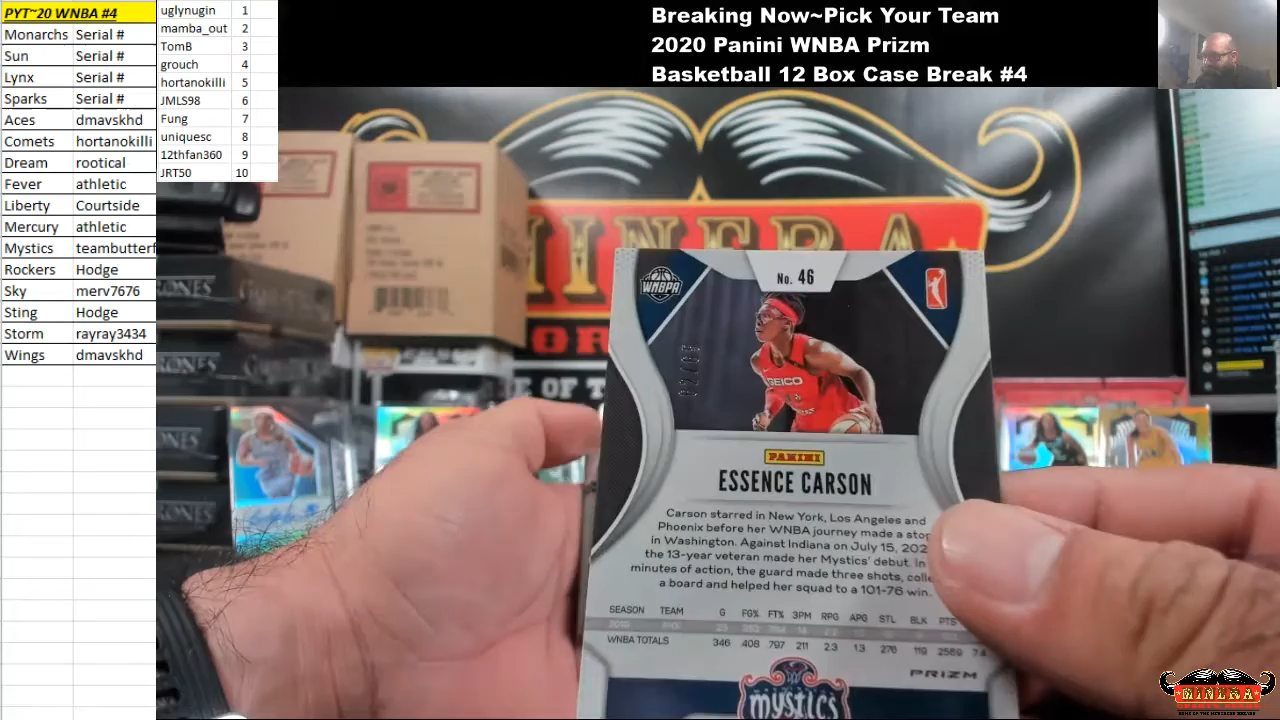 PYT~20 WNBA #4
Monarchs Serial #
Sun Serial #
Lynx Serial #
Sparks Serial #
Aces dmavskhd
Comets hortanokilli
Dream rootical
Fever athletic
Liberty Courtside
Mercury athletic
Mystics teambutterf
Rockers Hodge
Sky merv7676
Sting Hodge
Storm rayray3434
Wings dmavskhd
uglynugin 1
mamba_out 2
TomB 3
grouch 4
hortanokilli 5
JMLS98 6
Fung 7
uniquesc 8
12thfan360 9
JRT50 10
Breaking Now~Pick Your Team
2020 Panini WNBA Prizm
Basketball 12 Box Case Break #4
MINERA
No. 46
WNBPA
GEICO
PANINI
ESSENCE CARSON
Carson starred in New York, Los Angeles and
Phoenix before her WNBA journey made a stop
in Washington. Against Indiana on July 15, 202
the 13-year veteran made her Mystics' debut. In
minutes of action, the guard made three shots, colle
a board and helped her squad to a 101-76 win.
SEASON TEAM G FG% FT% 3PM RPG APG STL BLK PTS
WNBA TOTALS 346 .408 .797 211 2.3 1.3 276 119 2569 7.4
PRIZM
mystics
MINERA